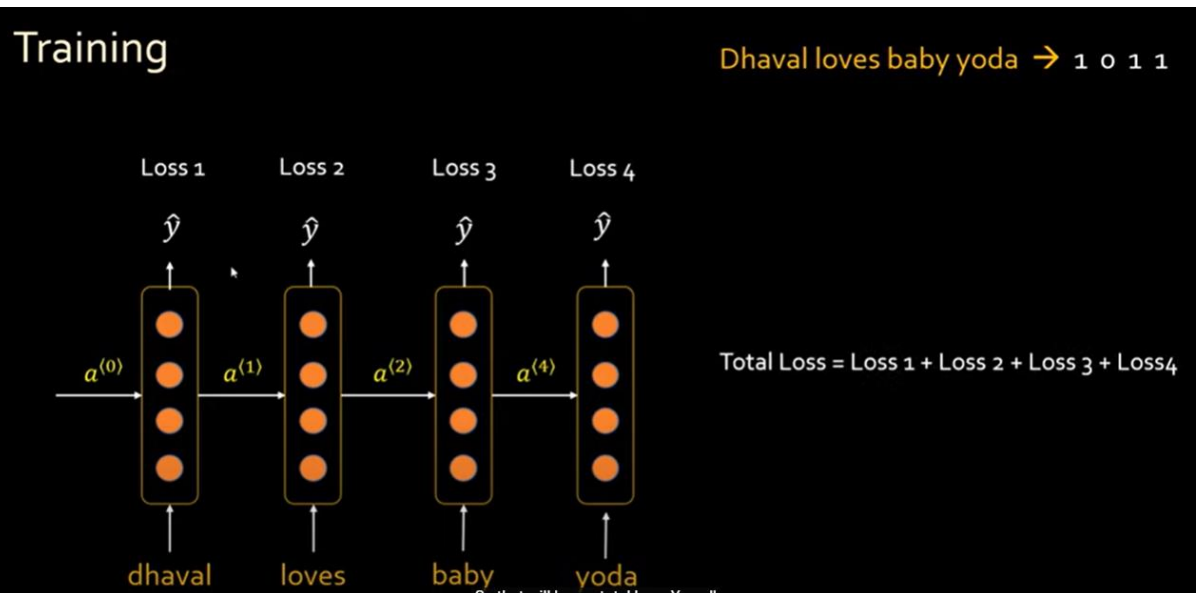 Training
Dhaval loves baby yoda → 1 0 1 1
Loss 1 Loss 2 Loss 3 Loss 4
ŷ ŷ ŷ ŷ
a⟨0⟩ a⟨1⟩ a⟨2⟩ a⟨4⟩
Total Loss = Loss 1 + Loss 2 + Loss 3 + Loss4
dhaval loves baby yoda